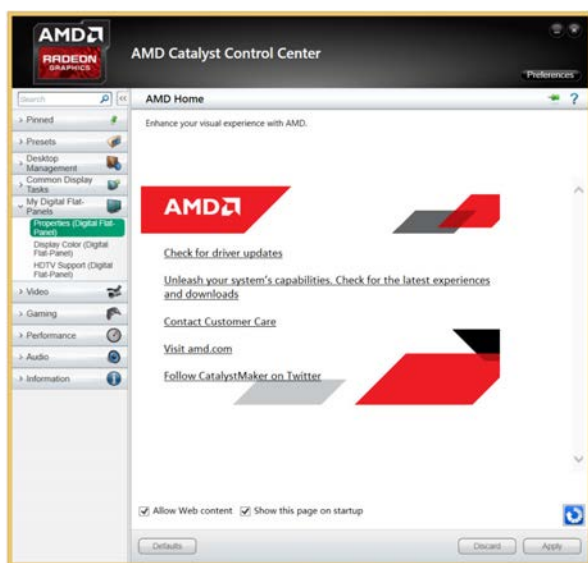 AMD
RADEON
GRAPHICS
AMD Catalyst Control Center
Preferences
Search
AMD Home
Enhance your visual experience with AMD.
Pinned
Presets
Desktop
Management
Common Display
Tasks
My Digital Flat-
Panels
Properties (Digital Flat-
Panel)
Display Color (Digital
Flat-Panel)
HDTV Support (Digital
Flat-Panel)
Video
Gaming
Performance
Audio
Information
AMD
Check for driver updates
Unleash your system's capabilities. Check for the latest experiences
and downloads
Contact Customer Care
Visit amd.com
Follow CatalystMaker on Twitter
Allow Web content
Show this page on startup
Defaults
Discard
Apply